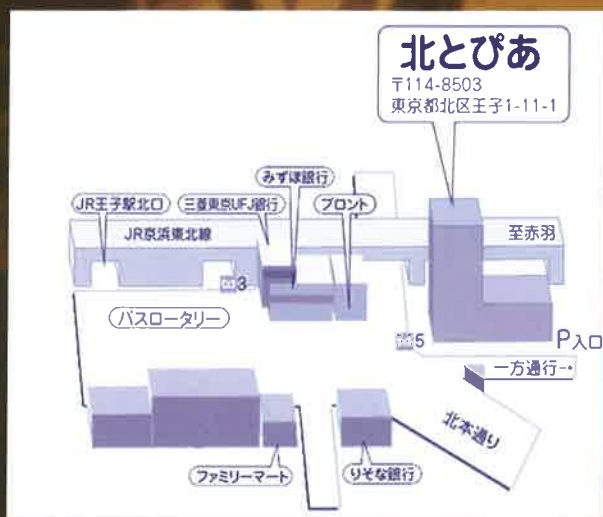 北とぴあ
〒114-8503
東京都北区王子1-11-1
みずほ銀行
JR王子駅北口
三菱東京UFJ銀行
プロント
JR京浜東北線
至赤羽
3
バスロータリー
5
P入口
一方通行
北本通り
ファミリーマート
りそな銀行